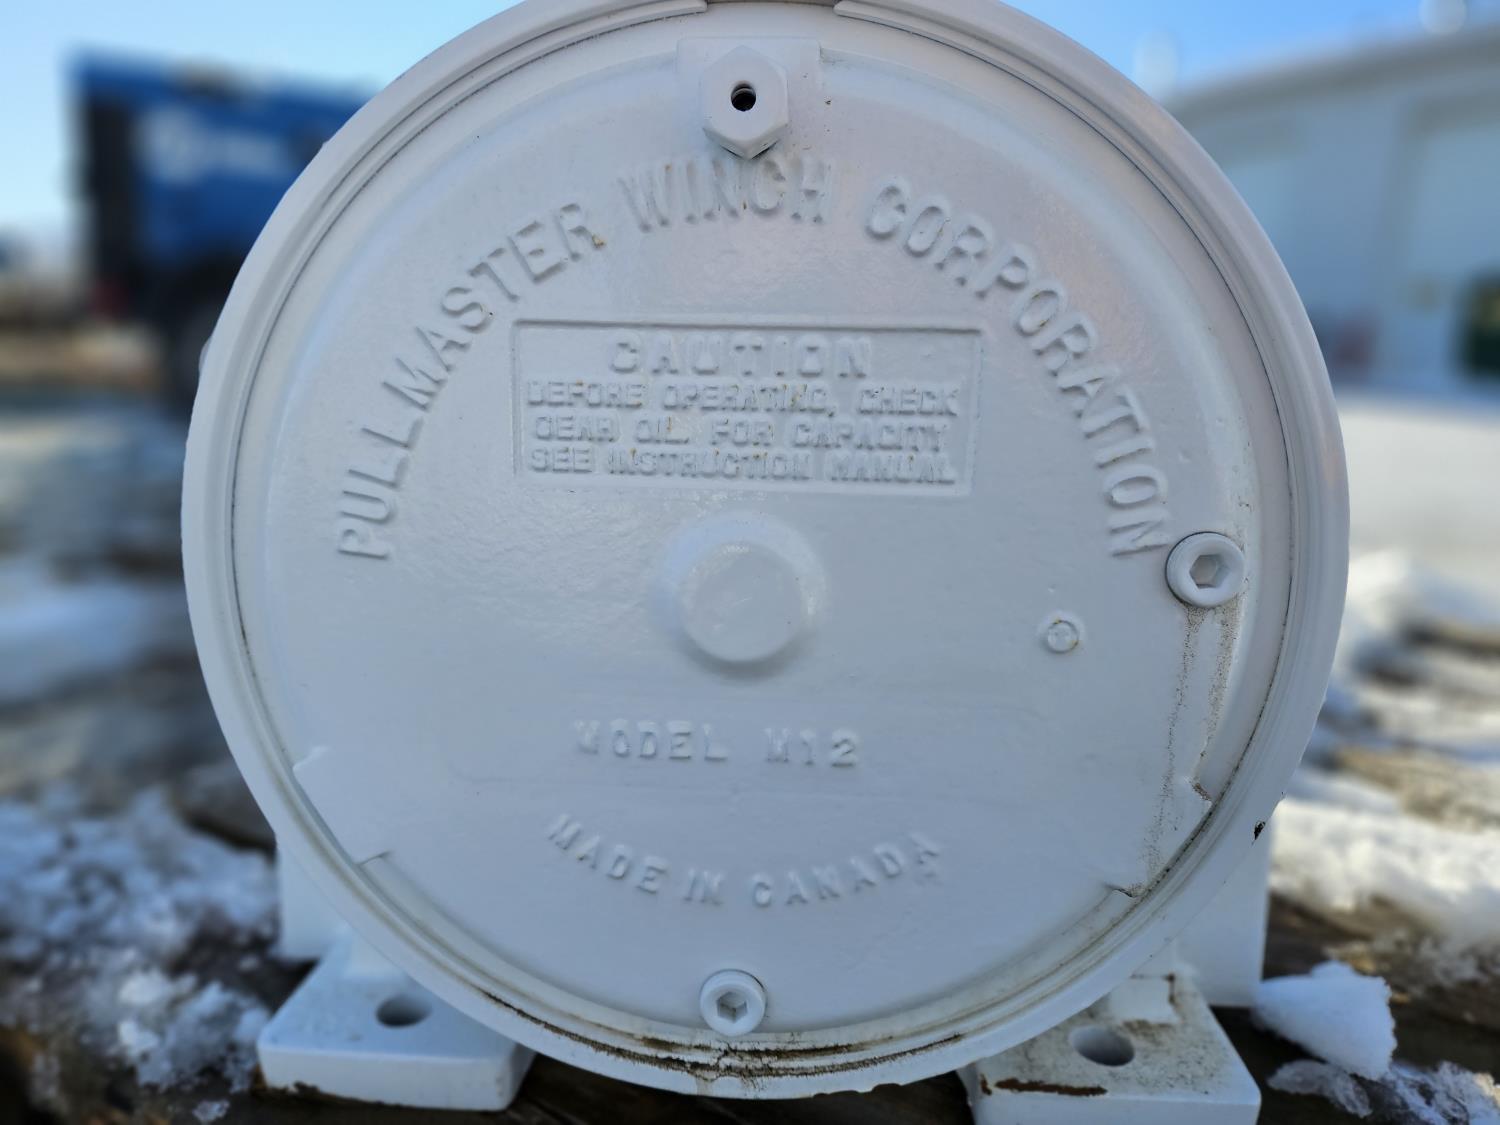 PULLMASTER WINCH CORPORATION
CAUTION
BEFORE OPERATING, CHECK
GEAR OIL. FOR CAPACITY
SEE INSTRUCTION MANUAL
MODEL M12
MADE IN CANADA